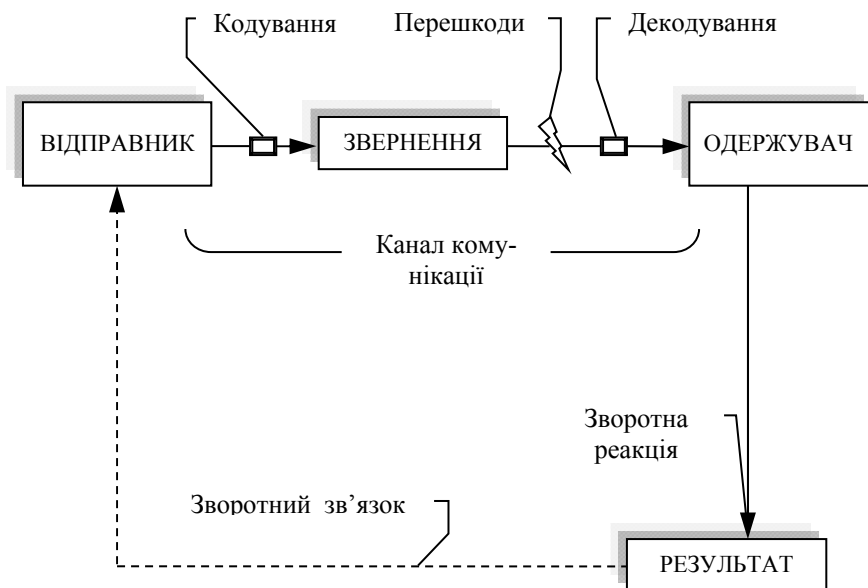 Кодування
Перешкоди
Декодування
ВІДПРАВНИК
ЗВЕРНЕННЯ
ОДЕРЖУВАЧ
Канал кому-
нікації
Зворотна
реакція
Зворотний зв’язок
РЕЗУЛЬТАТ